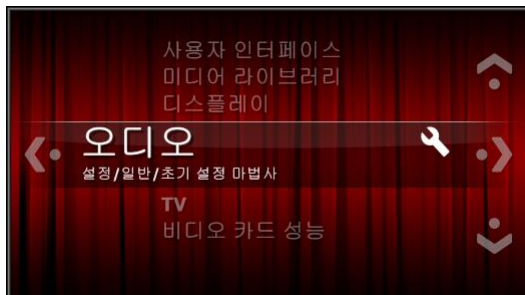 사용자 인터페이스
미디어 라이브러리
디스플레이
오디오
설정/일반/초기 설정 마법사
TV
비디오 카드 성능